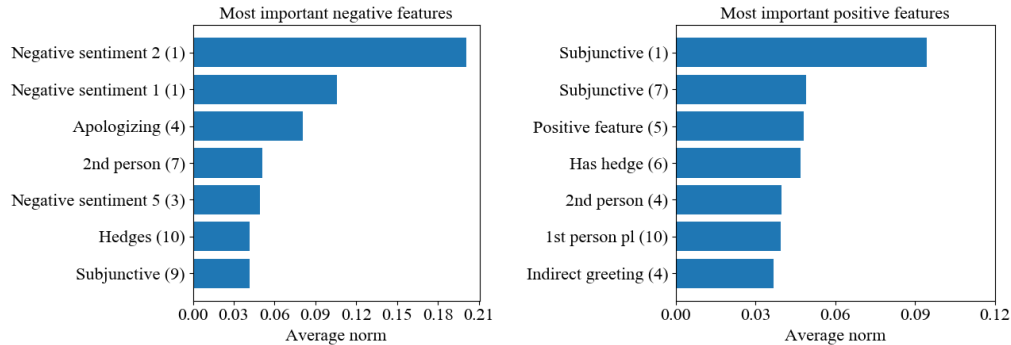 Most important negative features
Negative sentiment 2 (1)
Negative sentiment 1 (1)
Apologizing (4)
2nd person (7)
Negative sentiment 5 (3)
Hedges (10)
Subjunctive (9)
0.00 0.03 0.06 0.09 0.12 0.15 0.18 0.21
Average norm
Most important positive features
Subjunctive (1)
Subjunctive (7)
Positive feature (5)
Has hedge (6)
2nd person (4)
1st person pl (10)
Indirect greeting (4)
0.00 0.03 0.06 0.09 0.12
Average norm